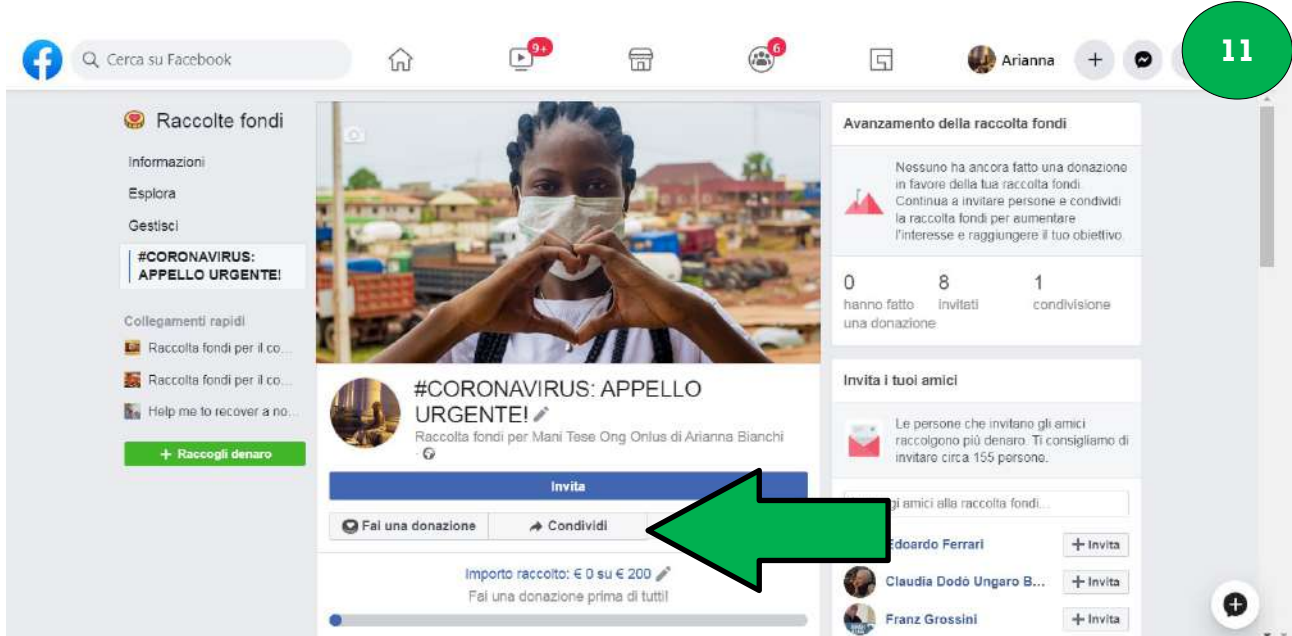 Cerca su Facebook
9+
6
Arianna
11
Raccolte fondi
Informazioni
Esplora
Gestisci
#CORONAVIRUS:
APPELLO URGENTE!
Collegamenti rapidi
Raccolta fondi per il co...
Raccolta fondi per il co...
Help me to recover a no...
+ Raccogli denaro
#CORONAVIRUS: APPELLO
URGENTE!
Raccolta fondi per Mani Tese Ong Onlus di Arianna Bianchi
Invita
Fai una donazione
Condividi
Importo raccolto: € 0 su € 200
Fai una donazione prima di tutti!
Avanzamento della raccolta fondi
Nessuno ha ancora fatto una donazione
in favore della tua raccolta fondi.
Continua a invitare persone e condividi
la raccolta fondi per aumentare
l'interesse e raggiungere il tuo obiettivo.
0 8 1
hanno fatto invitati condivisione
una donazione
Invita i tuoi amici
Le persone che invitano gli amici
raccolgono più denaro. Ti consigliamo di
invitare circa 155 persone.
amici alla raccolta fondi...
Edoardo Ferrari
+ Invita
Claudia Dodò Ungaro B...
+ Invita
Franz Grossini
+ Invita